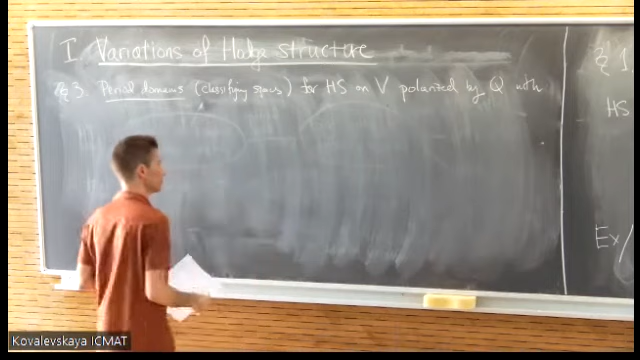 I. Variations of Hodge structure
§ 3. Period domains (classifying spaces) for HS on V polarized by Q with
§ 1
HS
Ex/
Kovalevskaya ICMAT